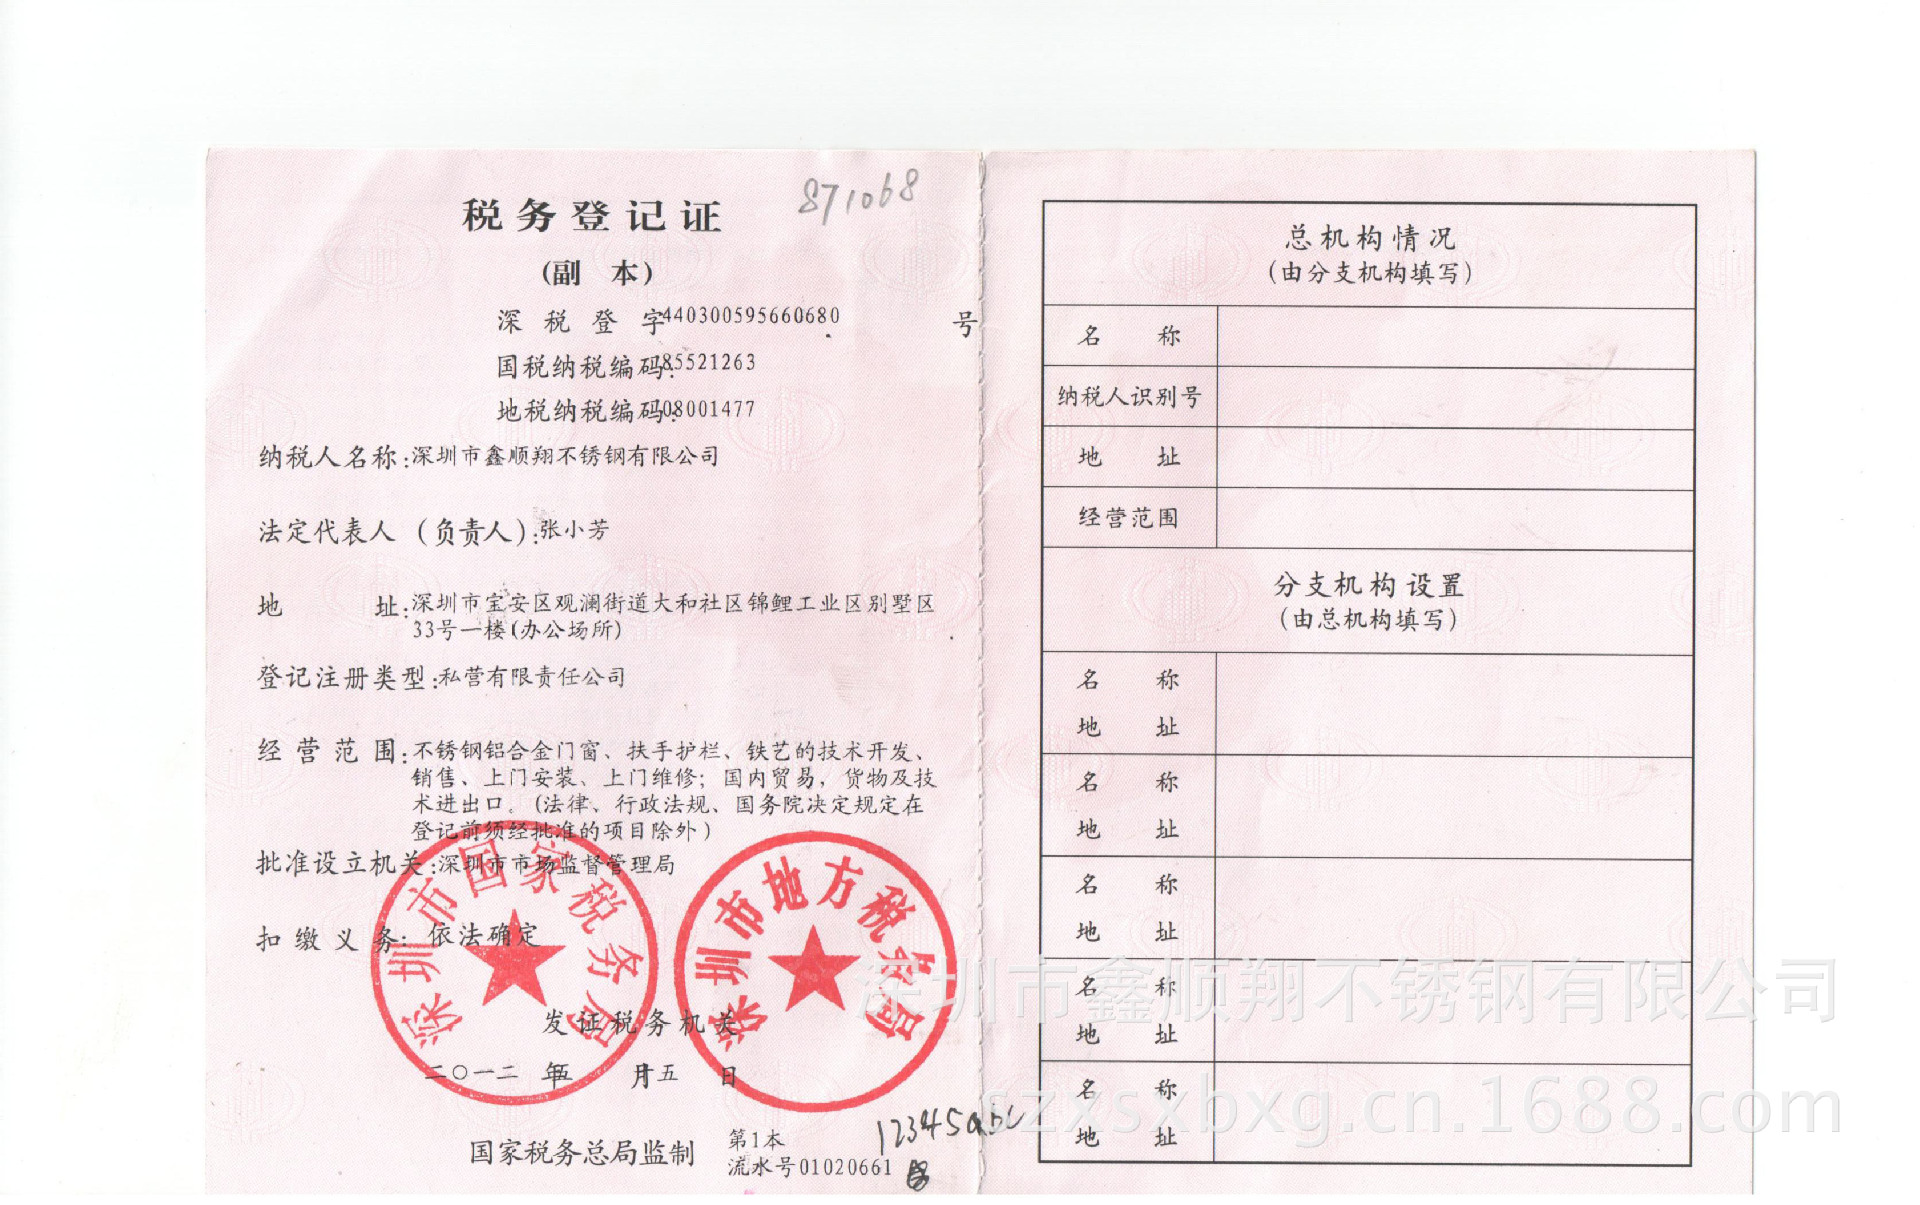 税务登记证
871068
(副 本)
深税登字440300595660680 号
国税纳税编码:85521263
地税纳税编码:08001477
纳税人名称:深圳市鑫顺翔不锈钢有限公司
法定代表人（负责人):张小芳
地 址:深圳市宝安区观澜街道大和社区锦鲤工业区别墅区
33号一楼(办公场所)
登记注册类型:私营有限责任公司
经营范围:不锈钢铝合金门窗、扶手护栏、铁艺的技术开发、
销售、上门安装、上门维修；国内贸易，货物及技
术进出口。(法律、行政法规、国务院决定规定在
登记前须经批准的项目除外)
批准设立机关:深圳市市场监督管理局
扣缴义务:依法确定
深圳市国家税务局
深圳市地方税务局
发证税务机关
二〇一二 年五 月五 日
国家税务总局监制
第1本
流水号01020661
12345abc
总机构情况
(由分支机构填写)
名 称
纳税人识别号
地 址
经营范围
分支机构设置
(由总机构填写)
名 称
地 址
名 称
地 址
名 称
地 址
名 称
地 址
名 称
地 址
深圳市鑫顺翔不锈钢有限公司
szxsxbxg.cn.1688.com